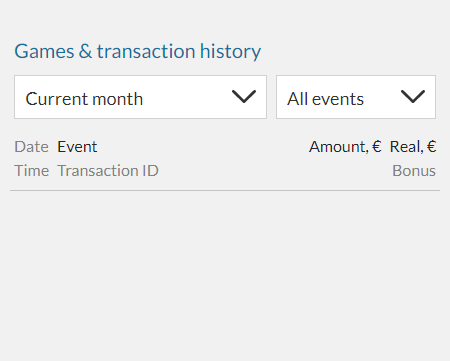 Games & transaction history
Current month All events
Date Event Amount, € Real, €
Time Transaction ID Bonus